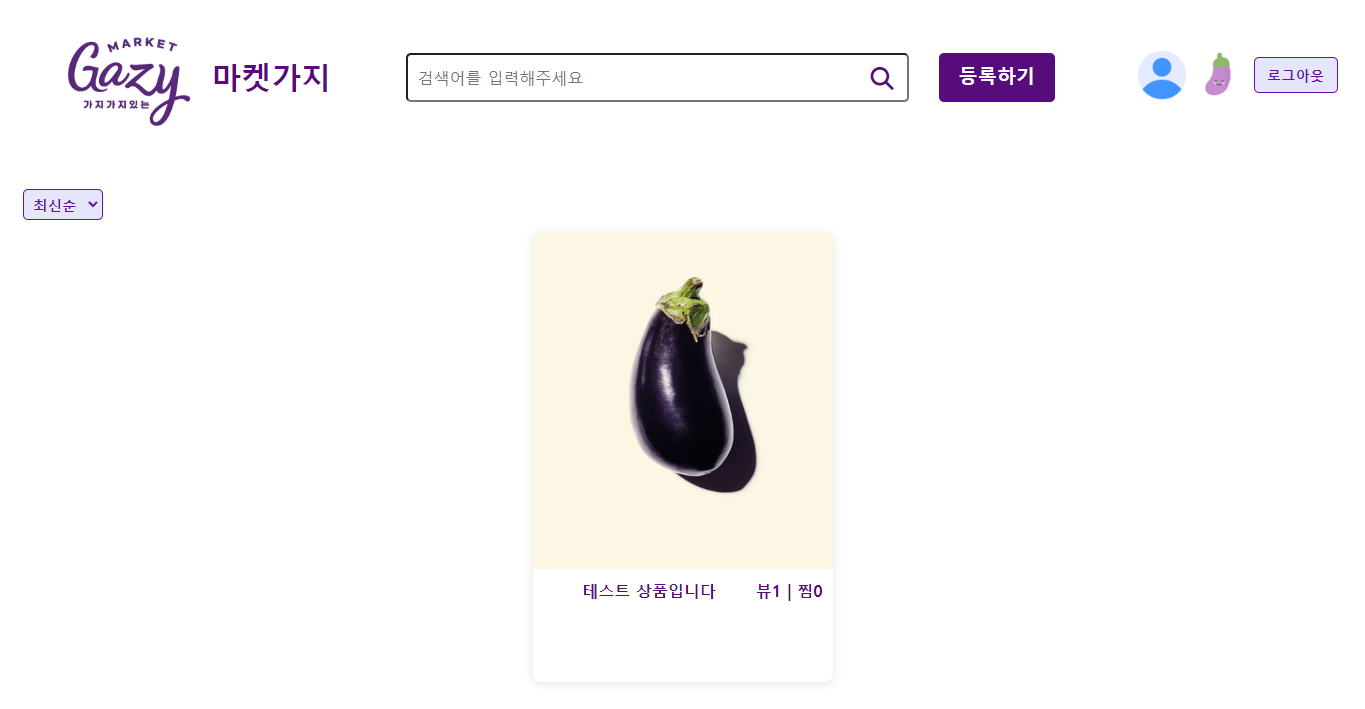 MARKET
Gazy
가지가지있는
마켓가지
검색어를 입력해주세요
등록하기
로그아웃
최신순
테스트 상품입니다 뷰1 | 찜0